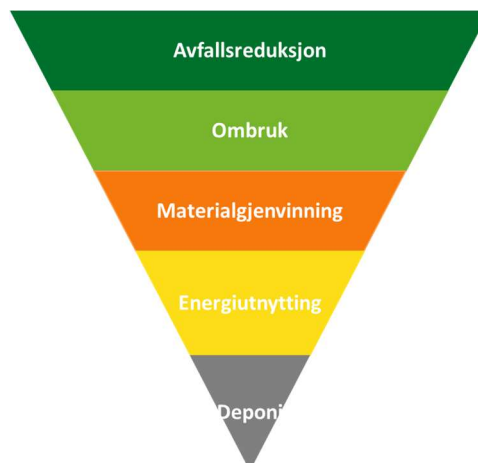 Avfallsreduksjon
Ombruk
Materialgjenvinning
Energiutnytting
Deponi